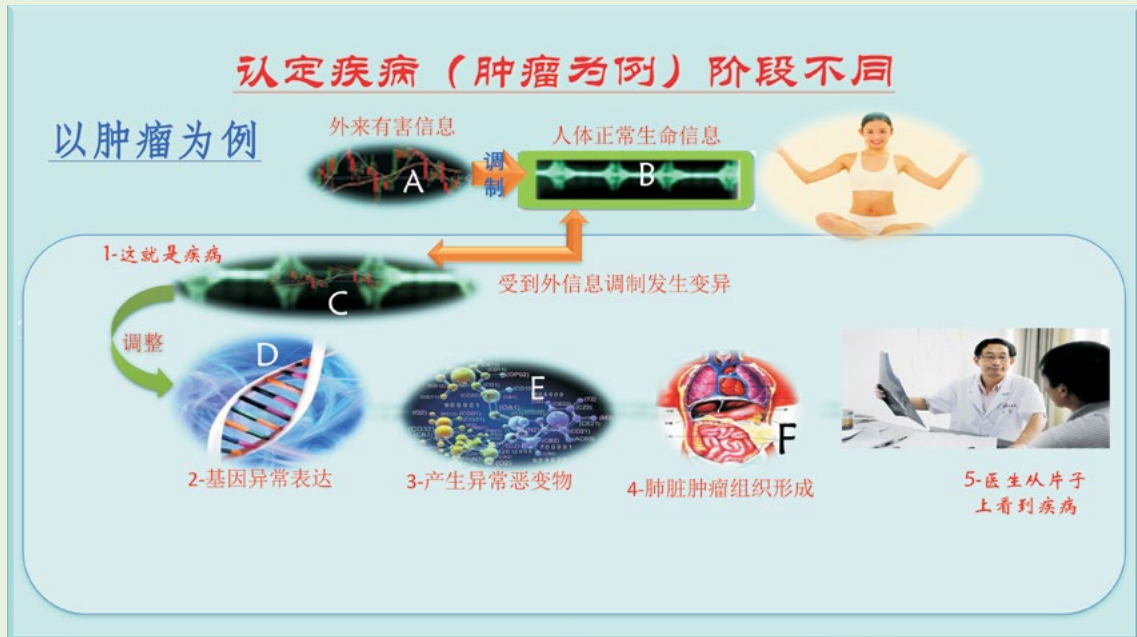 认定疾病（肿瘤为例）阶段不同
以肿瘤为例
外来有害信息
人体正常生命信息
A
调
制
B
1-这就是疾病
C
受到外信息调制发生变异
调整
D
E
F
2-基因异常表达
3-产生异常恶变物
4-肺脏肿瘤组织形成
5-医生从片子
上看到疾病